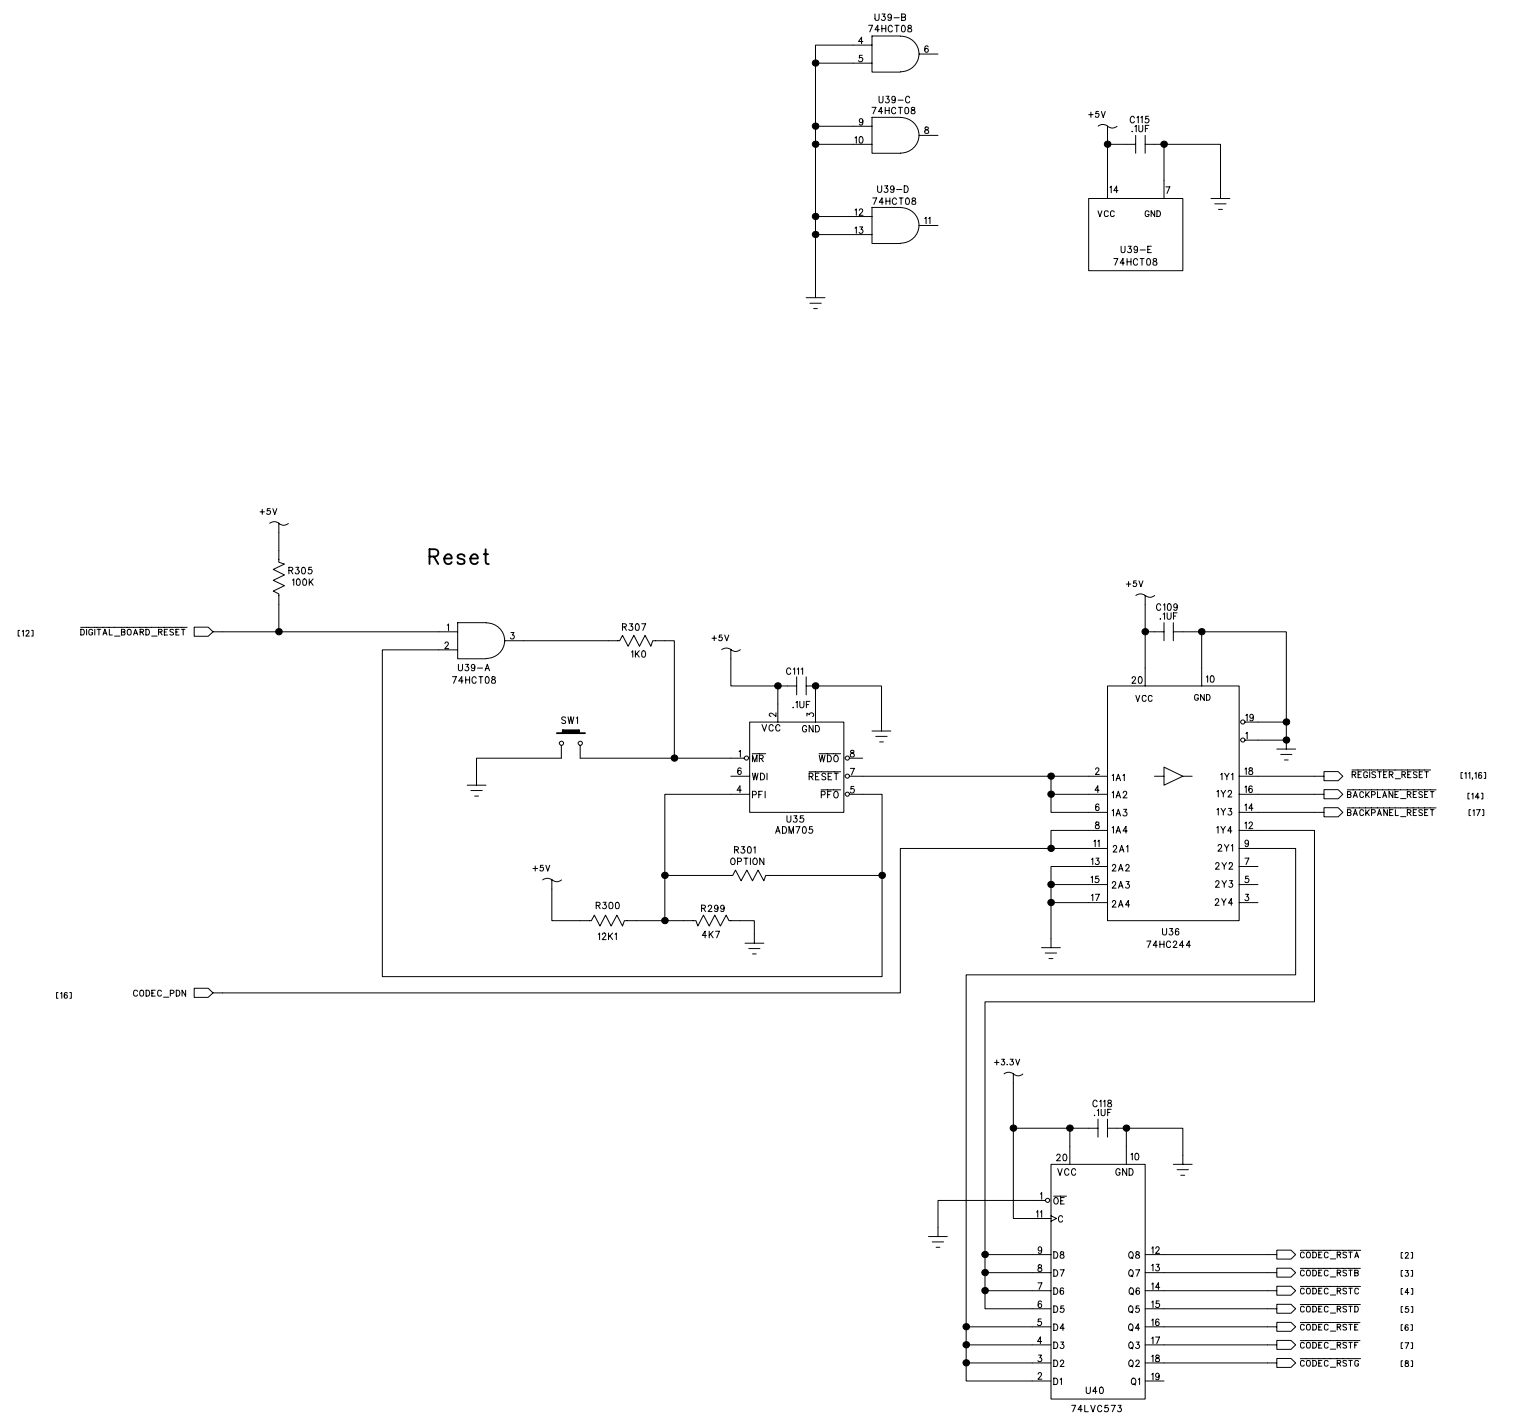 U39-B
74HCT08
4
5
6
U39-C
74HCT08
9
10
8
U39-D
74HCT08
12
13
11
+5V
C115
.1UF
14
7
VCC GND
U39-E
74HCT08
Reset
+5V
R305
100K
[12] DIGITAL_BOARD_RESET
1
2
3
U39-A
74HCT08
R307
1K0
SW1
+5V
C111
.1UF
2
3
VCC GND
1 MR
6 WDI
4 PFI
WDO 8
RESET 7
PFO 5
U35
ADM705
R301
OPTION
+5V
R300
12K1
R299
4K7
[16] CODEC_PDN
+5V
C109
.1UF
20
10
VCC GND
19
1
2 1A1
4 1A2
6 1A3
8 1A4
11 2A1
13 2A2
15 2A3
17 2A4
1Y1 18
1Y2 16
1Y3 14
1Y4 12
2Y1 9
2Y2 7
2Y3 5
2Y4 3
U36
74HC244
REGISTER_RESET [11,16]
BACKPLANE_RESET [14]
BACKPANEL_RESET [17]
+3.3V
C118
.1UF
20
10
VCC GND
1 OE
11 C
9 D8
8 D7
7 D6
6 D5
5 D4
4 D3
3 D2
2 D1
Q8 12
Q7 13
Q6 14
Q5 15
Q4 16
Q3 17
Q2 18
Q1 19
U40
74LVC573
CODEC_RSTA [2]
CODEC_RSTB [3]
CODEC_RSTC [4]
CODEC_RSTD [5]
CODEC_RSTE [6]
CODEC_RSTF [7]
CODEC_RSTG [8]